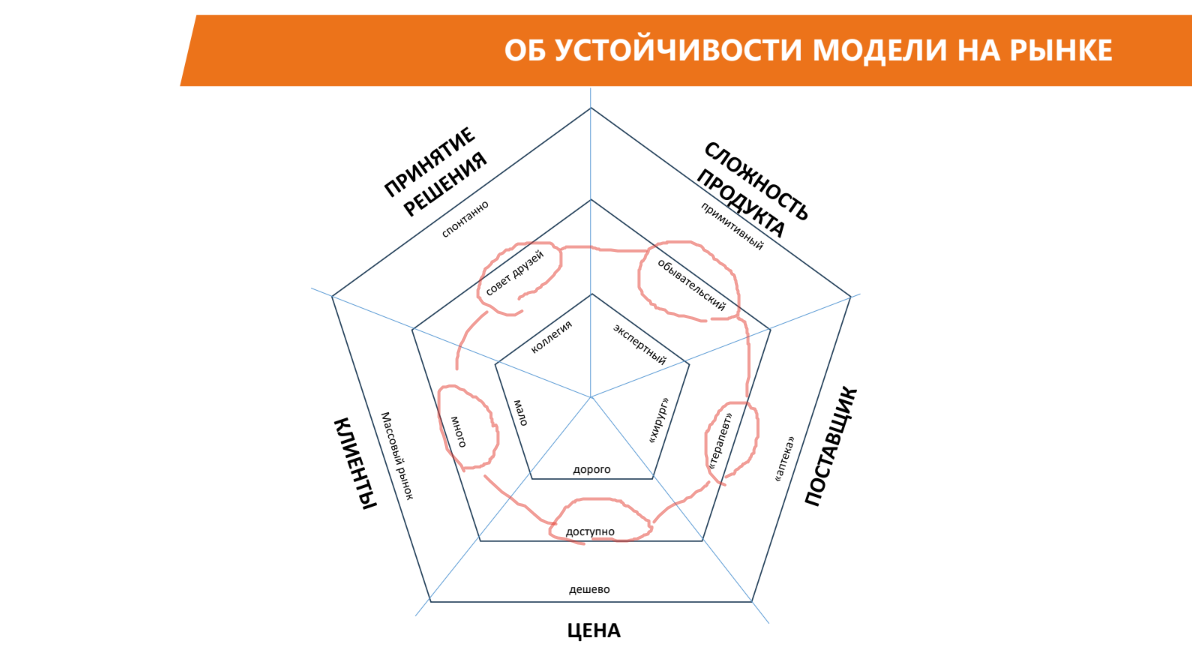 ОБ УСТОЙЧИВОСТИ МОДЕЛИ НА РЫНКЕ
ПРИНЯТИЕ
РЕШЕНИЯ
СЛОЖНОСТЬ
ПРОДУКТА
спонтанно
примитивный
совет друзей
обывательский
коллегия
экспертный
КЛИЕНТЫ
Массовый рынок
много
мало
«хирург»
«терапевт»
«аптека»
ПОСТАВЩИК
дорого
доступно
дешево
ЦЕНА